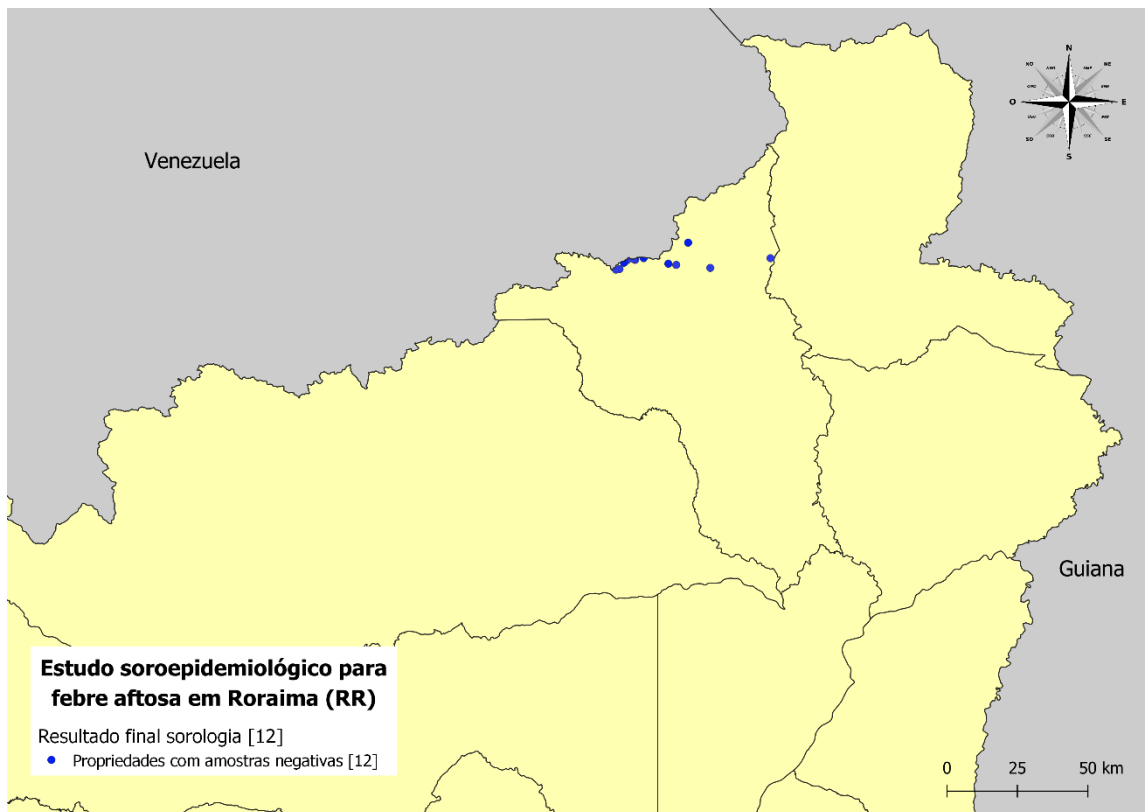 N
NO
NE
O
E
SO
SE
S
Venezuela
Guiana
Estudo soroepidemiológico para
febre aftosa em Roraima (RR)
Resultado final sorologia [12]
Propriedades com amostras negativas [12]
0 25 50 km